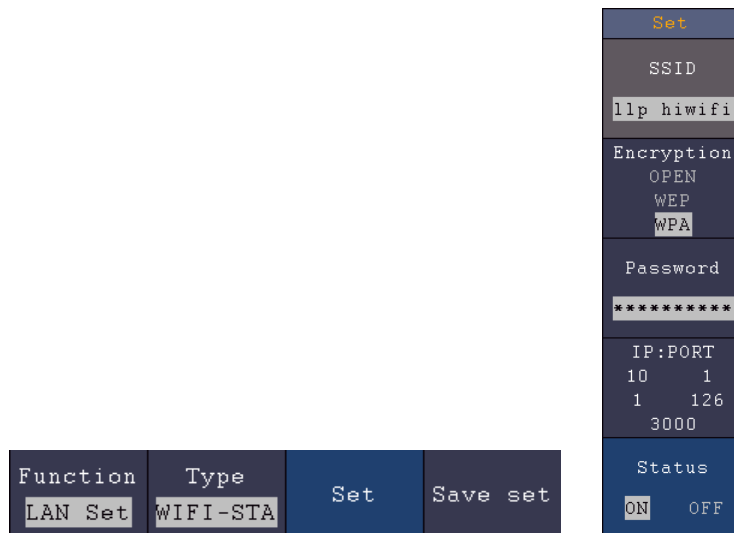 Set
SSID
llp hiwifi
Encryption
OPEN
WEP
WPA
Password
**********
IP:PORT
10 1
1 126
3000
Status
ON OFF
Function Type Set Save set
LAN Set WIFI-STA